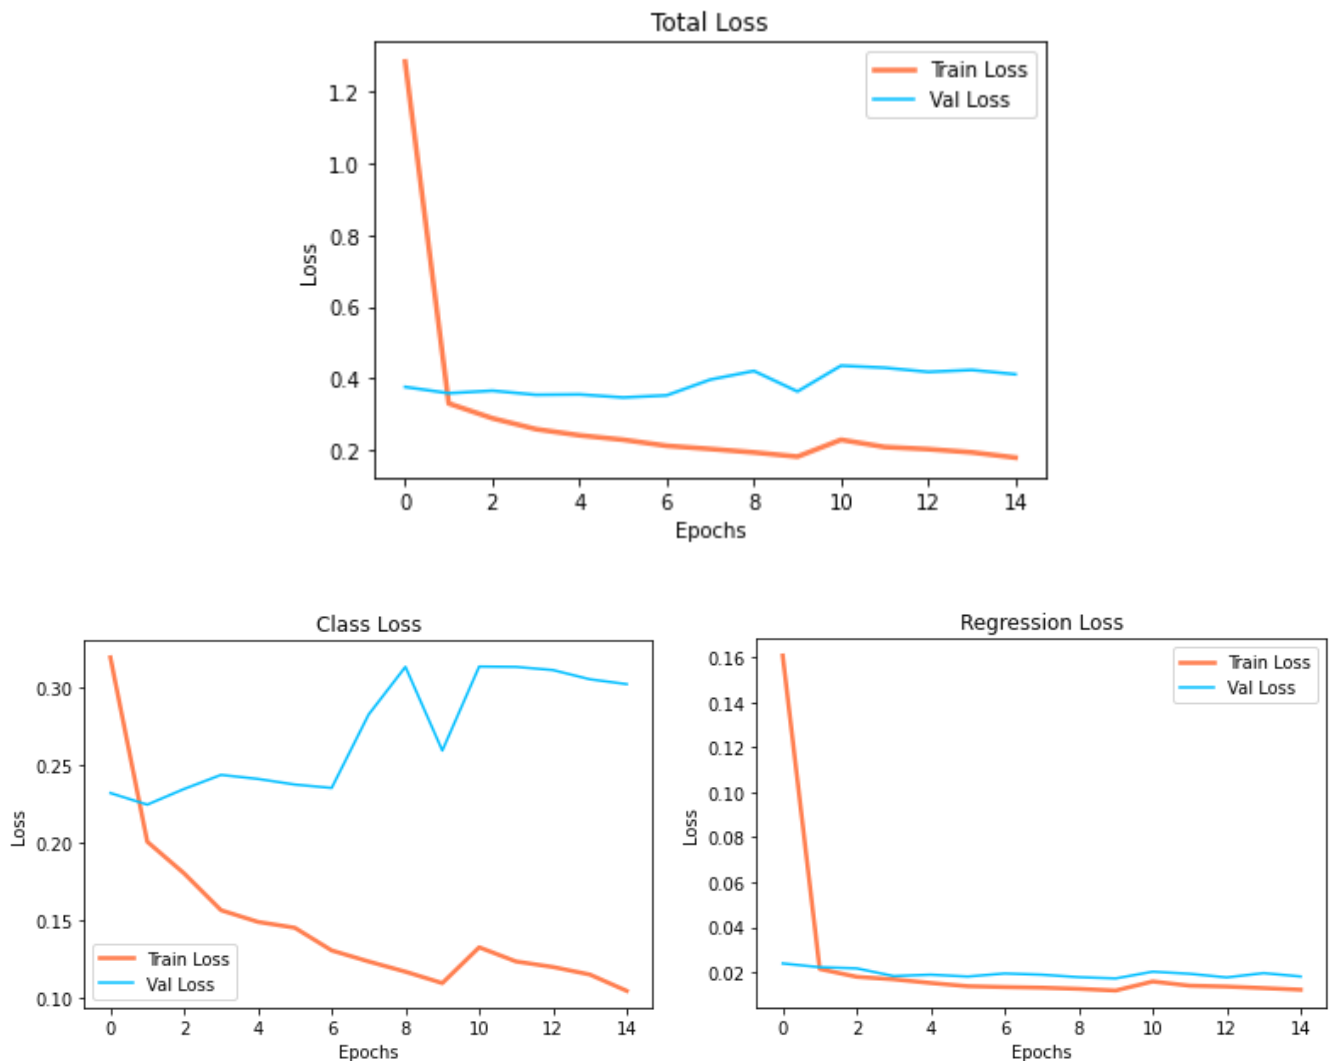 Total Loss
Train Loss
Val Loss
1.2
1.0
0.8
0.6
0.4
0.2
Loss
0 2 4 6 8 10 12 14
Epochs
Class Loss
0.30
0.25
0.20
0.15
0.10
Loss
Train Loss
Val Loss
0 2 4 6 8 10 12 14
Epochs
Regression Loss
Train Loss
Val Loss
0.16
0.14
0.12
0.10
0.08
0.06
0.04
0.02
Loss
0 2 4 6 8 10 12 14
Epochs